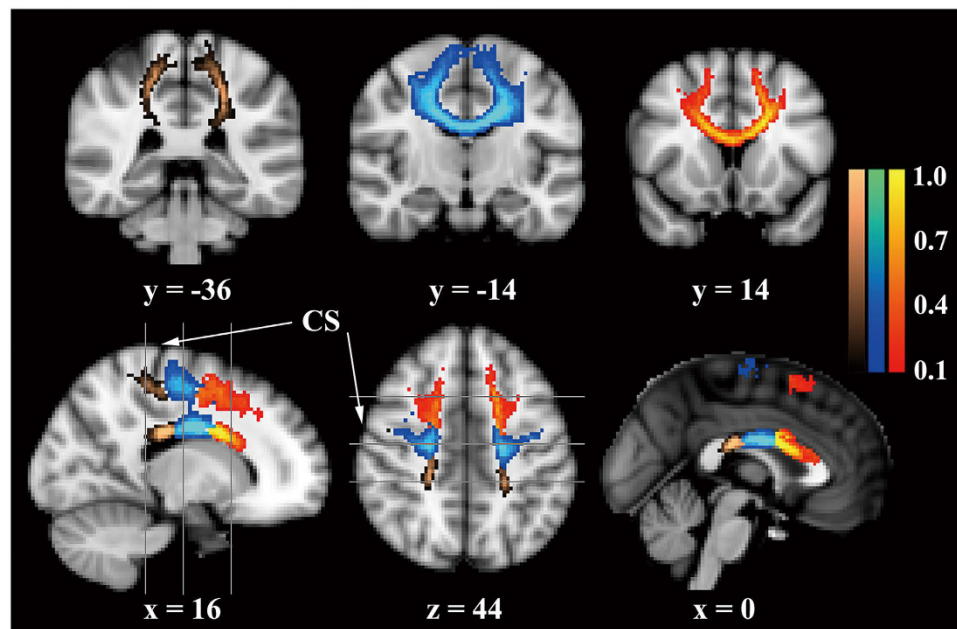 1.0
0.7
0.4
0.1
y = -36
y = -14
y = 14
CS
x = 16
z = 44
x = 0